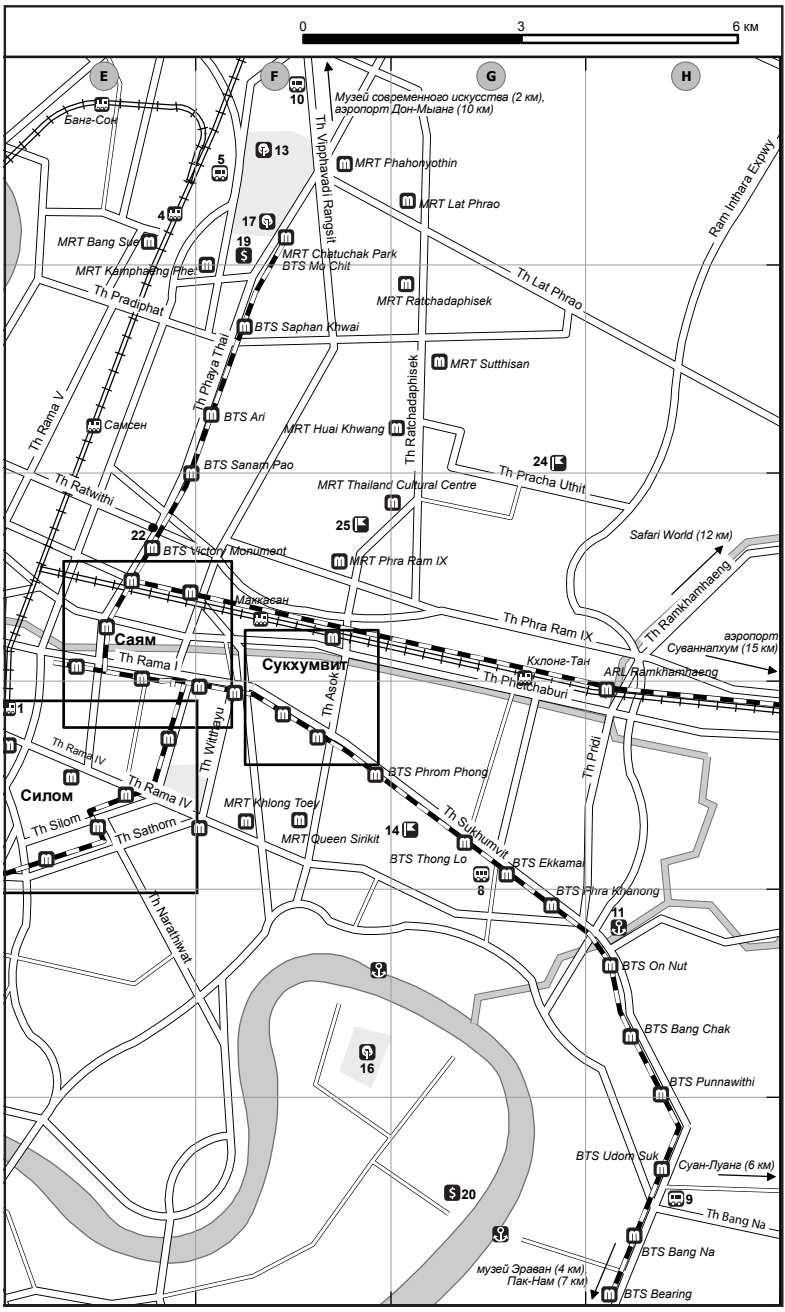 0 3 6 км
E F G H
10
Музей современного искусства (2 км),
аэропорт Дон-Мыанг (10 км)
Банг-Сон
13
5
Th Vipphavadi Rangsit
MRT Phahonyothin
Ram Inthara Expwy
4
17
MRT Lat Phrao
MRT Bang Sue
19
MRT Chatuchak Park
BTS Mo Chit
MRT Kamphaeng Phet
Th Lat Phrao
Th Pradiphat
MRT Ratchadaphisek
BTS Saphan Khwai
Th Phaya Thai
MRT Sutthisan
Th Rama V
Th Ratchadaphisek
BTS Ari
Самсен
MRT Huai Khwang
BTS Sanam Pao
24
Th Pracha Uthit
Th Ratwithi
MRT Thailand Cultural Centre
22
25
BTS Victory Monument
MRT Phra Ram IX
Safari World (12 км)
Th Ramkhamhaeng
Маккасан
Th Phra Ram IX
Саям
аэропорт
Суваннапхум (15 км)
Th Rama I
Сукхумвит
Кхлонг-Тан
ARL Ramkhamhaeng
Th Phetchaburi
Th Asok
1
Th Witthayu
Th Rama IV
Th Pridi
BTS Phrom Phong
Силом
Th Rama IV
MRT Khlong Toey
Th Silom
Th Sathorn
MRT Queen Sirikit
14
Th Sukhumvit
BTS Thong Lo
BTS Ekkamai
8
BTS Phra Khanong
Th Narathiwat
11
BTS On Nut
BTS Bang Chak
16
BTS Punnawithi
BTS Udom Suk
Суан-Луанг (6 км)
20
9
Th Bang Na
BTS Bang Na
музей Эраван (4 км)
Пак-Нам (7 км)
BTS Bearing